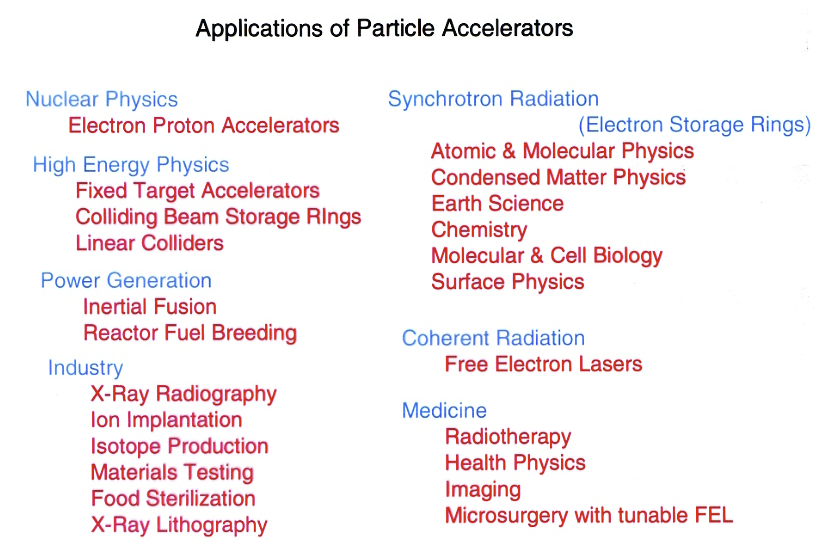 Applications of Particle Accelerators
Nuclear Physics
Electron Proton Accelerators
High Energy Physics
Fixed Target Accelerators
Colliding Beam Storage RIngs
Linear Colliders
Power Generation
Inertial Fusion
Reactor Fuel Breeding
Industry
X-Ray Radiography
Ion Implantation
Isotope Production
Materials Testing
Food Sterilization
X-Ray Lithography
Synchrotron Radiation
(Electron Storage Rings)
Atomic & Molecular Physics
Condensed Matter Physics
Earth Science
Chemistry
Molecular & Cell Biology
Surface Physics
Coherent Radiation
Free Electron Lasers
Medicine
Radiotherapy
Health Physics
Imaging
Microsurgery with tunable FEL